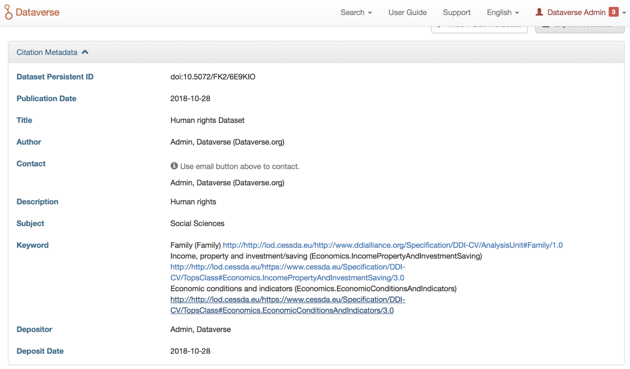 Dataverse Search User Guide Support English Dataverse Admin 3
Citation Metadata
Dataset Persistent ID doi:10.5072/FK2/6E9KIO
Publication Date 2018-10-28
Title Human rights Dataset
Author Admin, Dataverse (Dataverse.org)
Contact Use email button above to contact.
Admin, Dataverse (Dataverse.org)
Description Human rights
Subject Social Sciences
Keyword Family (Family) http://http://lod.cessda.eu/http://www.ddialliance.org/Specification/DDI-CV/AnalysisUnit#Family/1.0
Income, property and investment/saving (Economics.IncomePropertyAndInvestmentSaving)
http://http://lod.cessda.eu/https://www.cessda.eu/Specification/DDI-
CV/TopsClass#Economics.IncomePropertyAndInvestmentSaving/3.0
Economic conditions and indicators (Economics.EconomicConditionsAndIndicators)
http://http://lod.cessda.eu/https://www.cessda.eu/Specification/DDI-
CV/TopsClass#Economics.EconomicConditionsAndIndicators/3.0
Depositor Admin, Dataverse
Deposit Date 2018-10-28